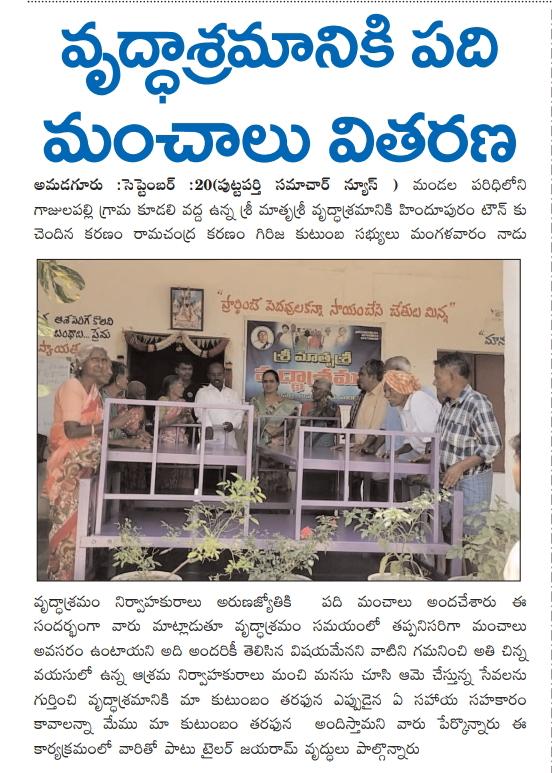 వృద్ధాశ్రమానికి పది
మంచాలు వితరణ
అమడగూరు :సెప్టెంబర్ :20(పుట్టపర్తి సమాచార్ న్యూస్ ) మండల పరిధిలోని
గాజులపల్లి గ్రామ కూడలి వద్ద ఉన్న శ్రీ మాతృశ్రీ వృద్ధాశ్రమానికి హిందూపురం టౌన్ కు
చెందిన కరణం రామచంద్ర కరణం గిరిజ కుటుంబ సభ్యులు మంగళవారం నాడు
"ప్రార్థించే పెదవులకన్నా సాయంచేసే చేతులు మిన్న"
శ్రీ మాతృశ్రీ
వృద్ధాశ్రమం
వృద్ధాశ్రమం నిర్వాహకురాలు అరుణజ్యోతికి పది మంచాలు అందచేశారు ఈ
సందర్భంగా వారు మాట్లాడుతూ వృద్ధాశ్రమం సమయంలో తప్పనిసరిగా మంచాలు
అవసరం ఉంటాయని అది అందరికీ తెలిసిన విషయమేనని వాటిని గమనించి అతి చిన్న
వయసులో ఉన్న ఆశ్రమ నిర్వాహకురాలు మంచి మనసు చూసి ఆమె చేస్తున్న సేవలను
గుర్తించి వృద్ధాశ్రమానికి మా కుటుంబం తరఫున ఎప్పుడైన ఏ సహాయ సహకారం
కావాలన్నా మేము మా కుటుంబం తరఫున అందిస్తామని వారు పేర్కొన్నారు ఈ
కార్యక్రమంలో వారితో పాటు టైలర్ జయరామ్ వృద్ధులు పాల్గొన్నారు